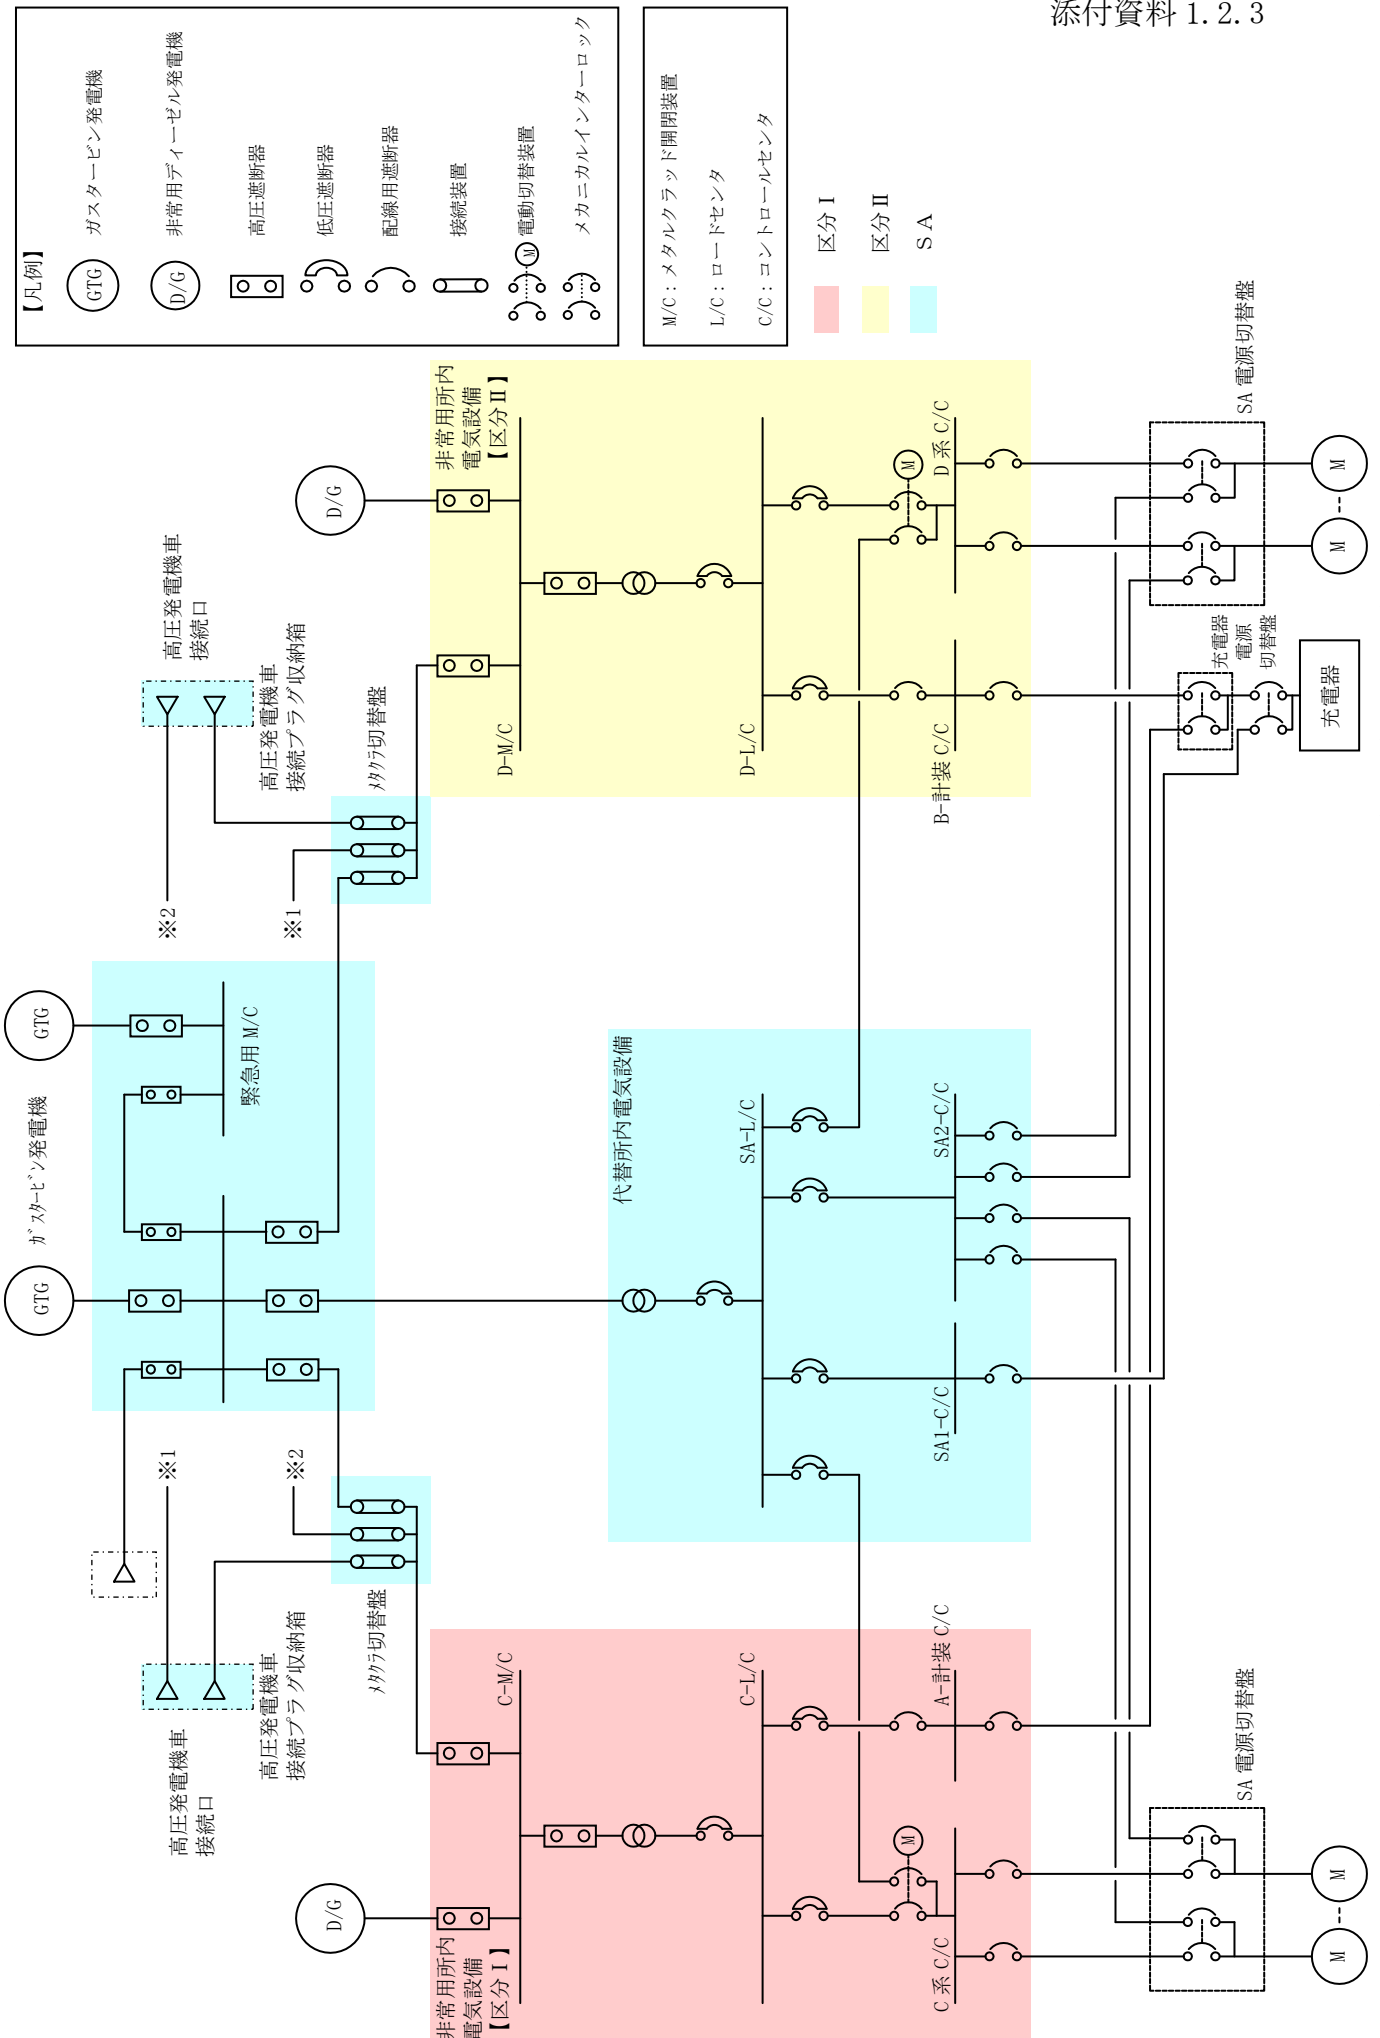 添付資料 1.2.3
【凡例】
GTG
ガスタービン発電機
D/G
非常用ディーゼル発電機
高圧遮断器
低圧遮断器
配線用遮断器
接続装置
M
電動切替装置
メカニカルインターロック
M/C：メタルクラッド開閉装置
L/C：ロードセンタ
C/C：コントロールセンタ
区分Ⅰ
区分Ⅱ
ＳＡ
GTG
ガスタービン発電機
GTG
緊急用 M/C
高圧発電機車
接続口
高圧発電機車
接続プラグ収納箱
※2
※1
メタクラ切替盤
D/G
非常用所内
電気設備
【区分Ⅱ】
D-M/C
D-L/C
M
D 系 C/C
B-計装 C/C
SA 電源切替盤
M
M
充電器
電源
切替盤
充電器
代替所内電気設備
SA-L/C
SA2-C/C
SA1-C/C
※1
※2
高圧発電機車
接続口
高圧発電機車
接続プラグ収納箱
メタクラ切替盤
D/G
非常用所内
電気設備
【区分Ⅰ】
C-M/C
C-L/C
M
A-計装 C/C
C 系 C/C
SA 電源切替盤
M
M